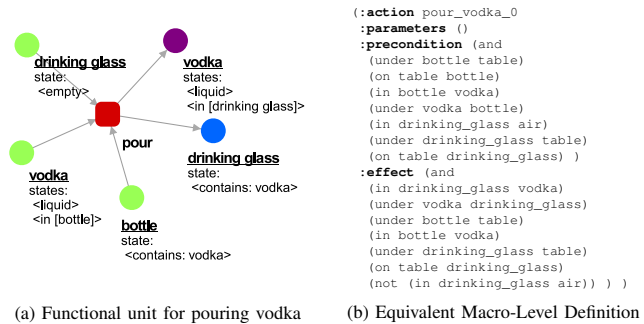 drinking glass
state:
<empty>
vodka
states:
<liquid>
<in [drinking glass]>
pour
drinking glass
state:
<contains: vodka>
vodka
states:
<liquid>
<in [bottle]>
bottle
state:
<contains: vodka>
(a) Functional unit for pouring vodka
(:action pour_vodka_0
:parameters ()
:precondition (and
(under bottle table)
(on table bottle)
(in bottle vodka)
(under vodka bottle)
(in drinking_glass air)
(under drinking_glass table)
(on table drinking_glass) )
:effect (and
(in drinking_glass vodka)
(under vodka drinking_glass)
(under bottle table)
(in bottle vodka)
(under drinking_glass table)
(on table drinking_glass)
(not (in drinking_glass air)) ) )
(b) Equivalent Macro-Level Definition